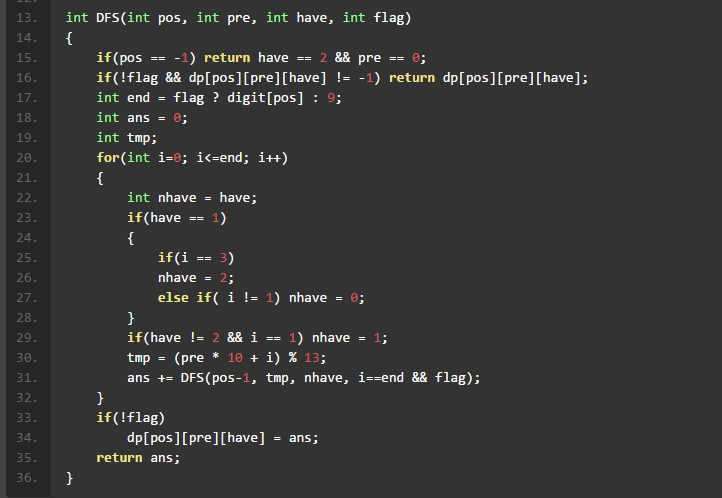 13. int DFS(int pos, int pre, int have, int flag)
14. {
15.     if(pos == -1) return have == 2 && pre == 0;
16.     if(!flag && dp[pos][pre][have] != -1) return dp[pos][pre][have];
17.     int end = flag ? digit[pos] : 9;
18.     int ans = 0;
19.     int tmp;
20.     for(int i=0; i<=end; i++)
21.     {
22.         int nhave = have;
23.         if(have == 1)
24.         {
25.             if(i == 3)
26.             nhave = 2;
27.             else if( i != 1) nhave = 0;
28.         }
29.         if(have != 2 && i == 1) nhave = 1;
30.         tmp = (pre * 10 + i) % 13;
31.         ans += DFS(pos-1, tmp, nhave, i==end && flag);
32.     }
33.     if(!flag)
34.         dp[pos][pre][have] = ans;
35.     return ans;
36. }